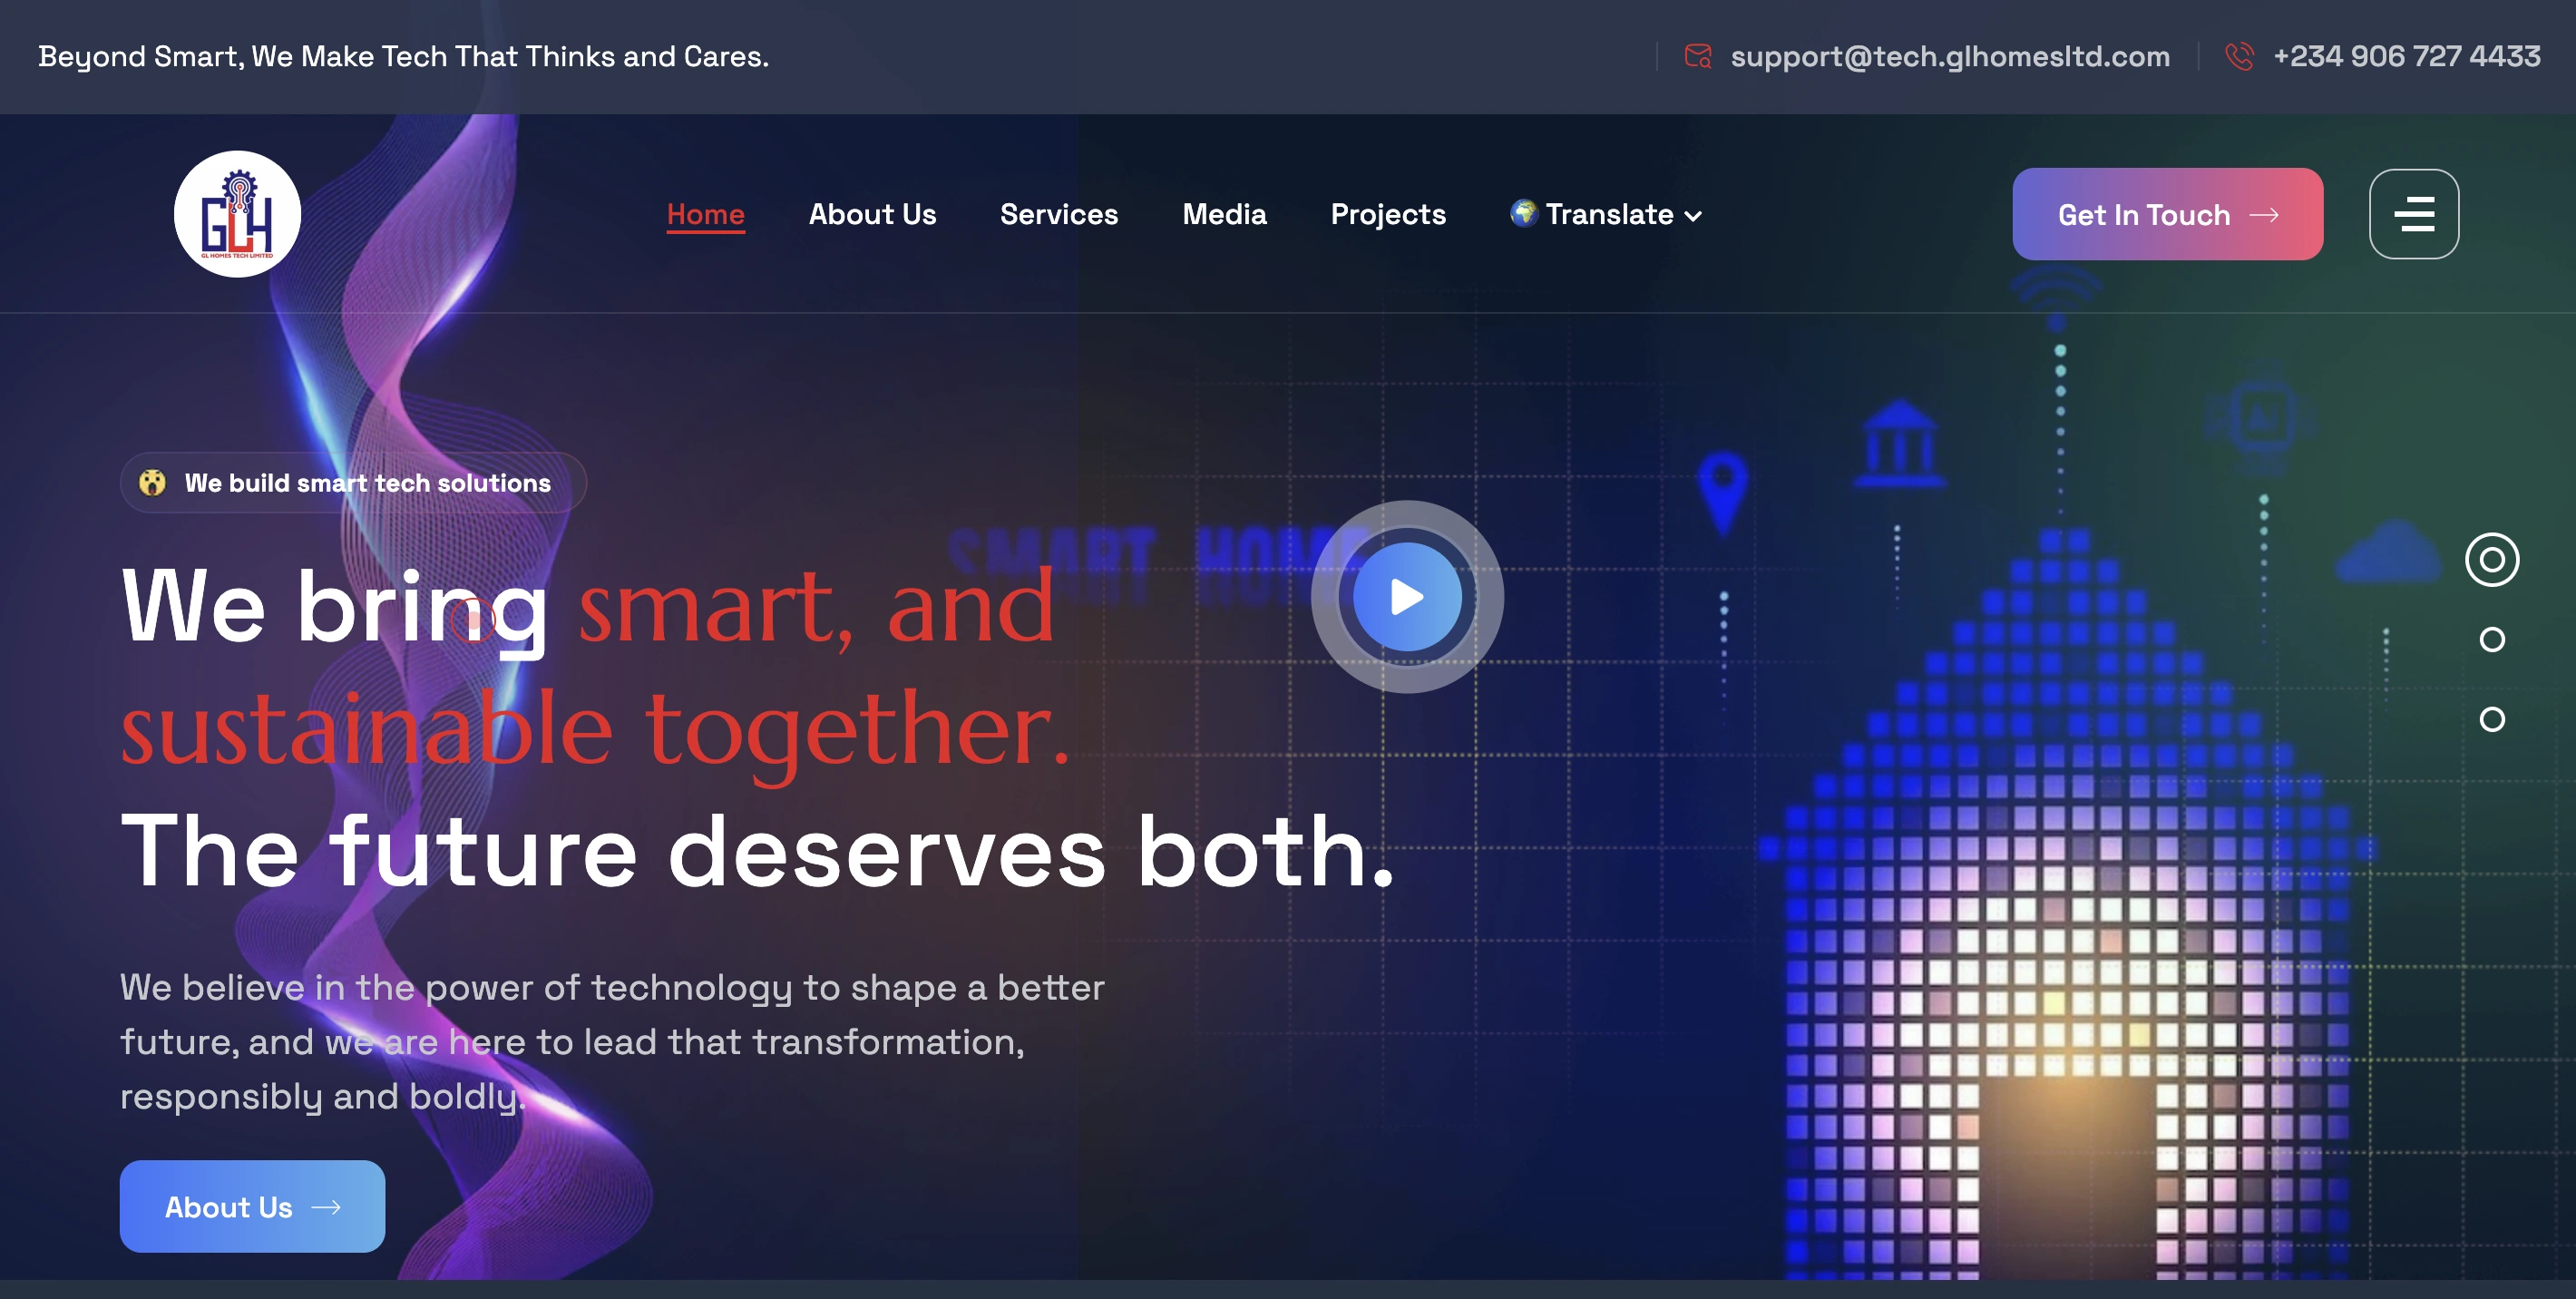 Beyond Smart, We Make Tech That Thinks and Cares.
support@tech.glhomesltd.com
+234 906 727 4433
GLH
GL HOMES TECH LIMITED
Home
About Us
Services
Media
Projects
Translate
Get In Touch
We build smart tech solutions
AI
SMART HOME
We bring smart, and
sustainable together.
The future deserves both.
We believe in the power of technology to shape a better
future, and we are here to lead that transformation,
responsibly and boldly.
About Us